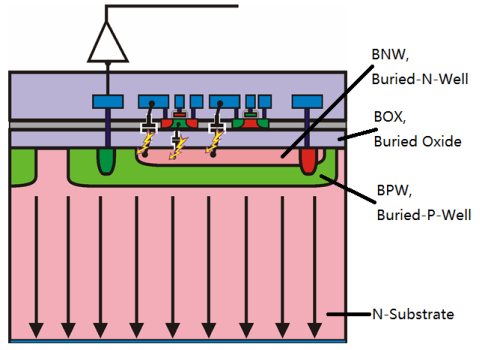 BNW,
Buried-N-Well
BOX,
Buried Oxide
BPW,
Buried-P-Well
N-Substrate